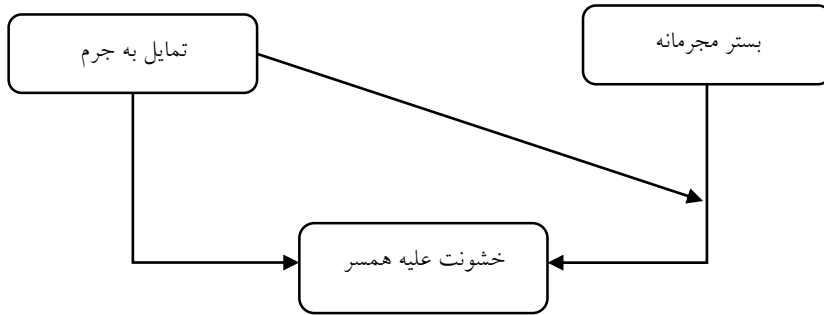 بستر مجرمانه
تمایل به جرم
خشونت علیه همسر